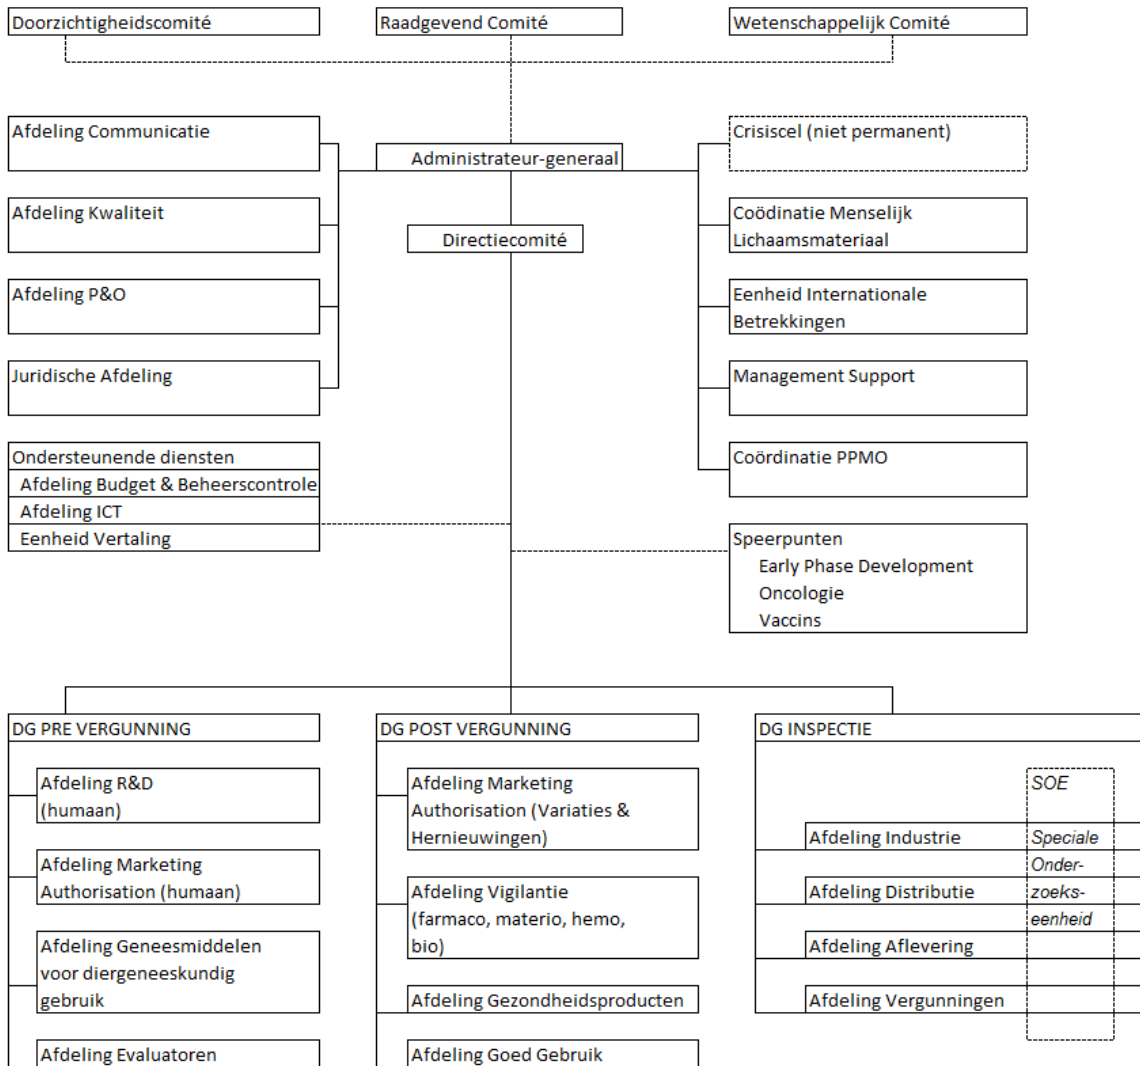 Doorzichtigheidscomité
Raadgevend Comité
Wetenschappelijk Comité
Afdeling Communicatie
Crisiscel (niet permanent)
Administrateur-generaal
Afdeling Kwaliteit
Coödinatie Menselijk
Lichaamsmateriaal
Directiecomité
Afdeling P&O
Eenheid Internationale
Betrekkingen
Juridische Afdeling
Management Support
Ondersteunende diensten
Afdeling Budget & Beheerscontrole
Afdeling ICT
Eenheid Vertaling
Coördinatie PPMO
Speerpunten
Early Phase Development
Oncologie
Vaccins
DG PRE VERGUNNING
Afdeling R&D
(humaan)
Afdeling Marketing
Authorisation (humaan)
Afdeling Geneesmiddelen
voor diergeneeskundig
gebruik
Afdeling Evaluatoren
DG POST VERGUNNING
Afdeling Marketing
Authorisation (Variaties &
Hernieuwingen)
Afdeling Vigilantie
(farmaco, materio, hemo,
bio)
Afdeling Gezondheidsproducten
Afdeling Goed Gebruik
DG INSPECTIE
Afdeling Industrie
Afdeling Distributie
Afdeling Aflevering
Afdeling Vergunningen
SOE
Speciale
Onder-
zoeks-
eenheid